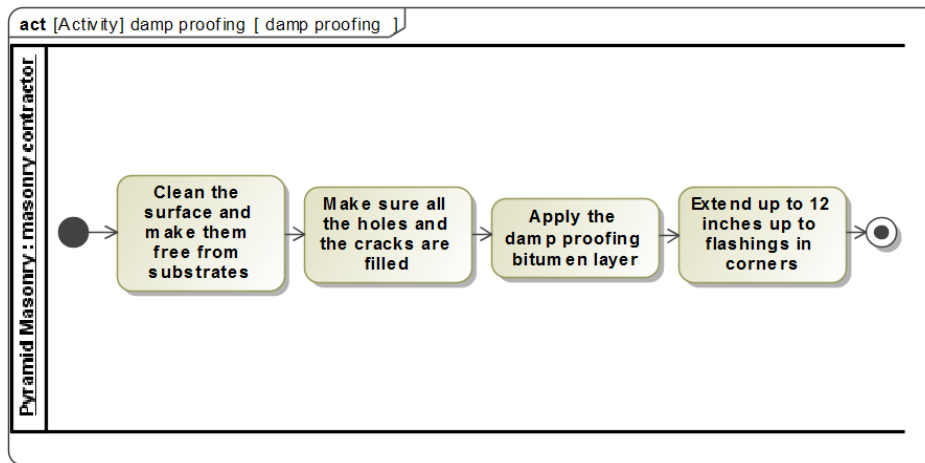 act [Activity] damp proofing [ damp proofing ]
Pyramid Masonry : masonry contractor
Clean the
surface and
make them
free from
substrates
Make sure all
the holes and
the cracks are
filled
Apply the
damp proofing
bitumen layer
Extend up to 12
inches up to
flashings in
corners